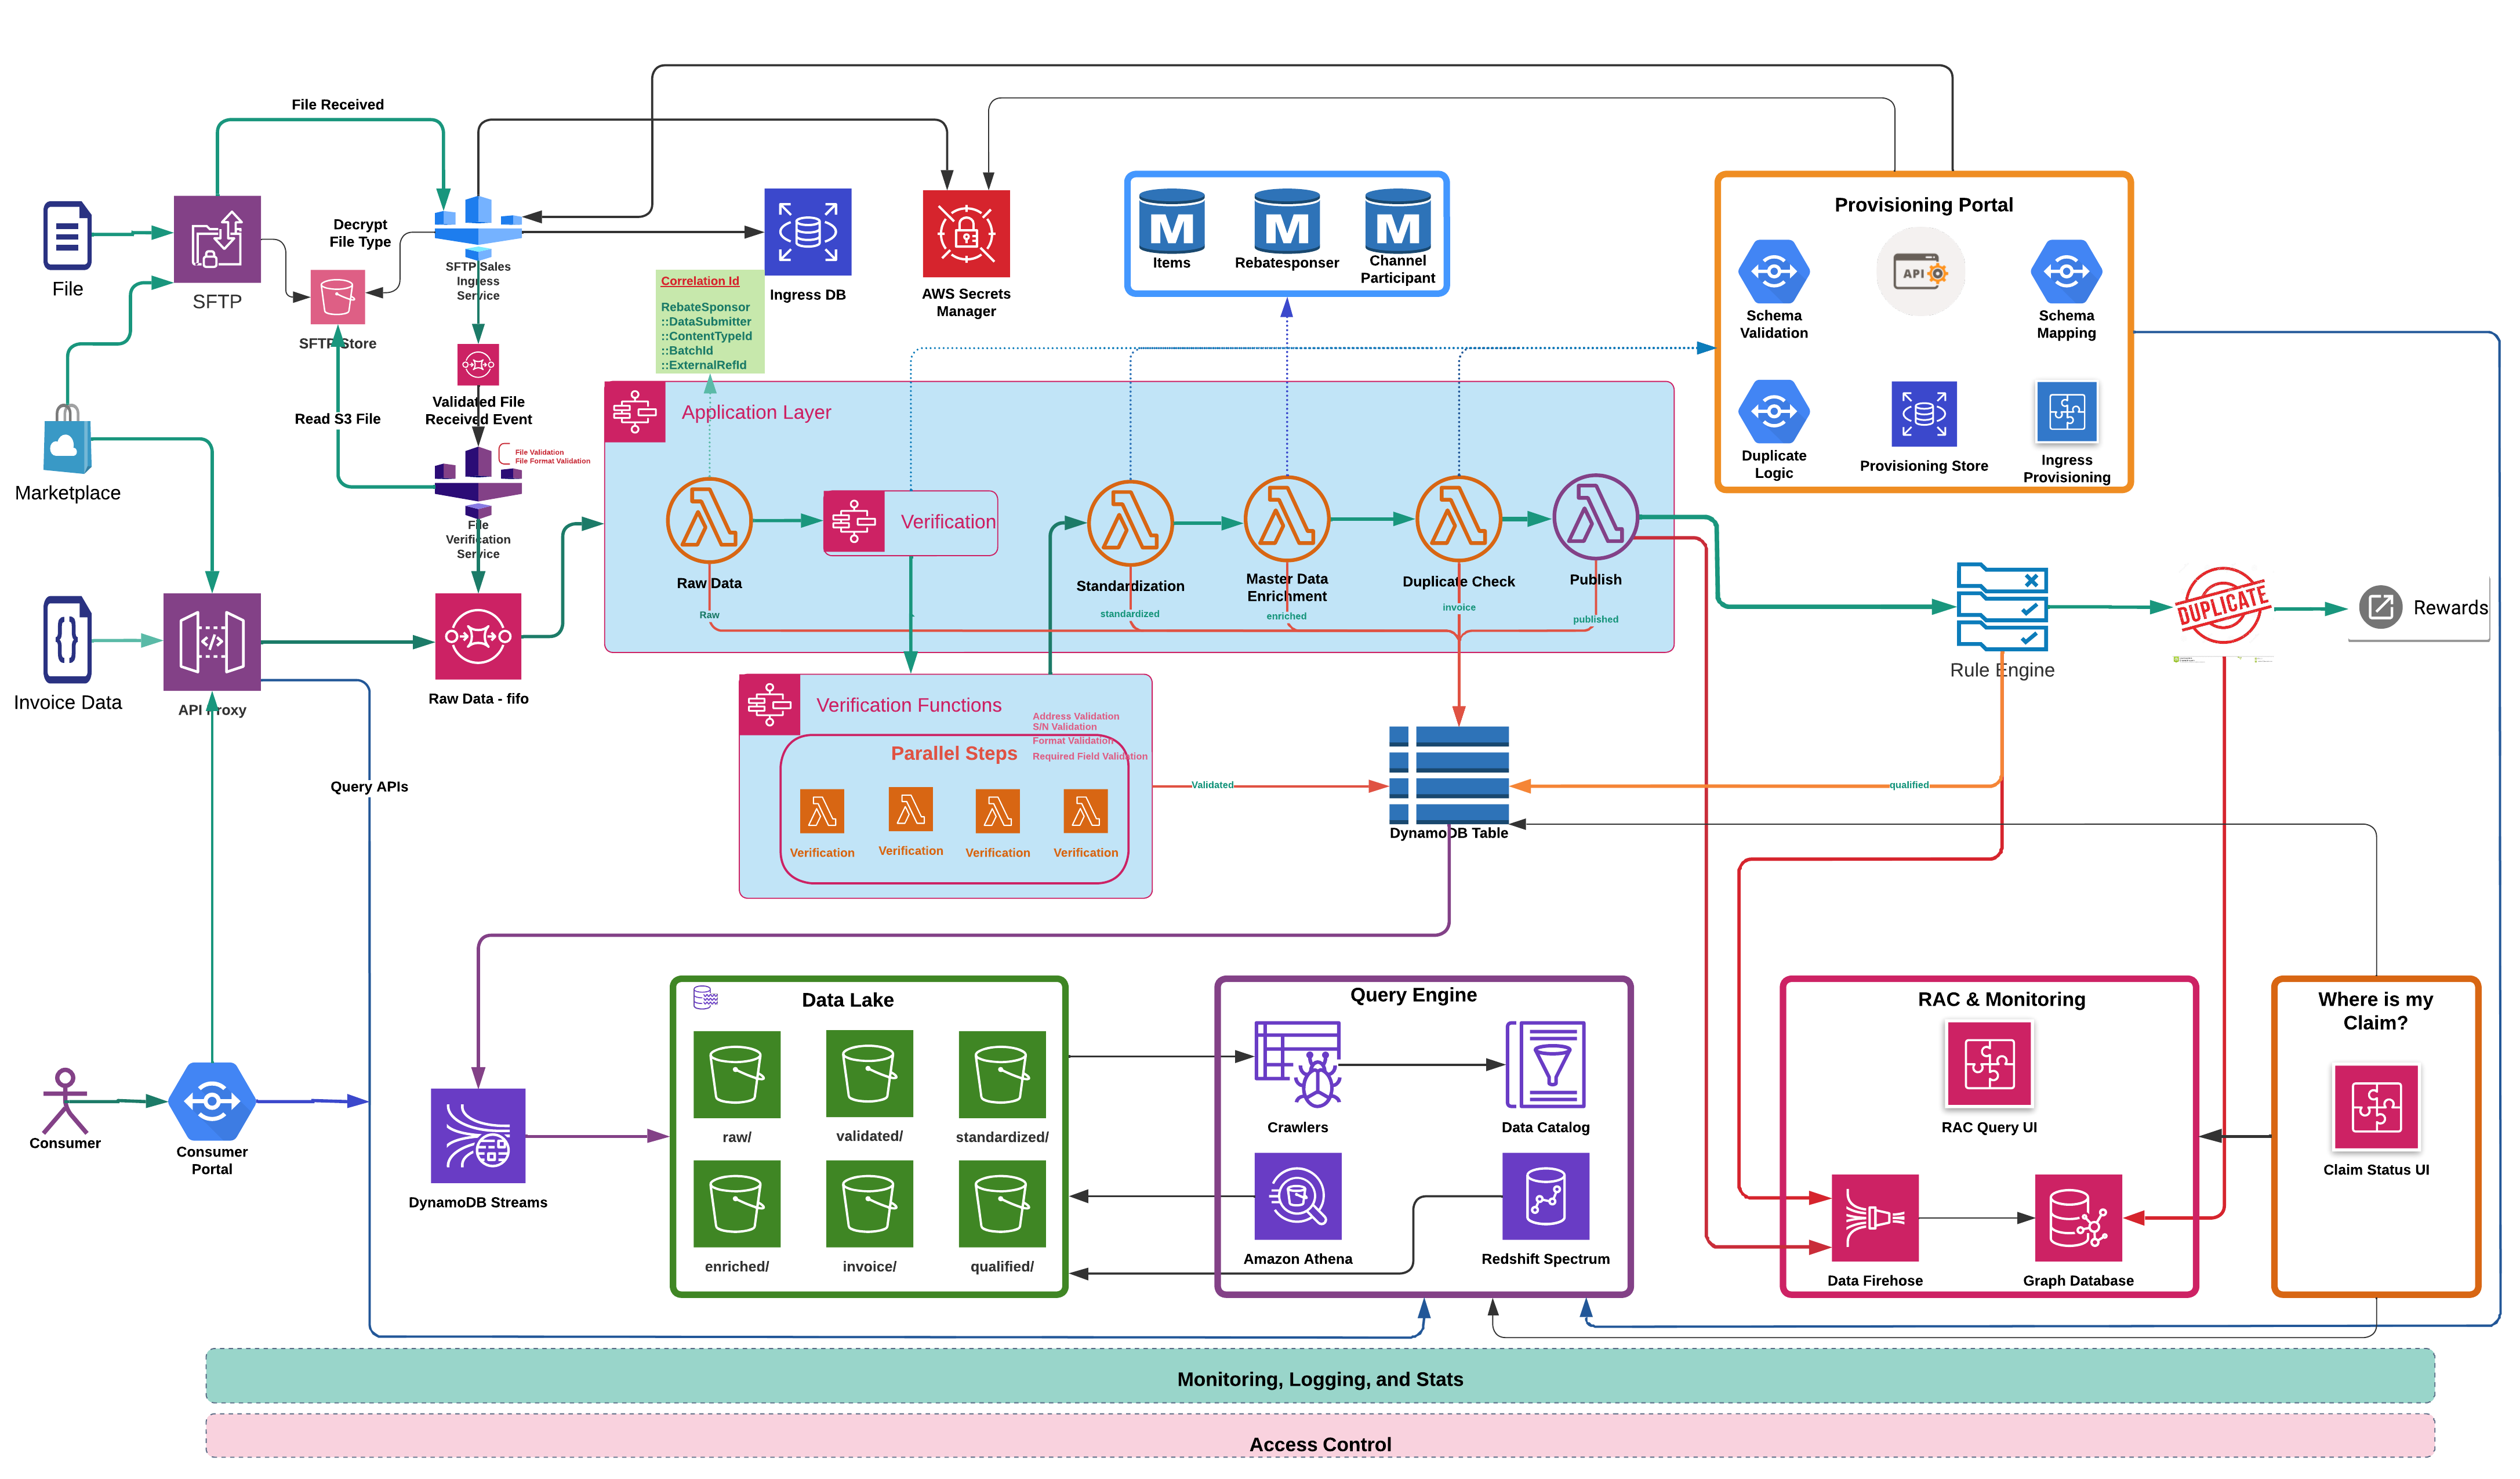 File Received
File
SFTP
Decrypt
File Type
SFTP Sales
Ingress
Service
SFTP Store
Ingress DB
AWS Secrets
Manager
Correlation Id
RebateSponsor
::DataSubmitter
::ContentTypeId
::BatchId
::ExternalRefId
M
Items
M
Rebatesponser
M
Channel
Participant
Provisioning Portal
API
Schema
Validation
Schema
Mapping
Duplicate
Logic
Provisioning Store
Ingress
Provisioning
Marketplace
Read S3 File
Validated File
Received Event
File Validation
File Format Validation
File
Verification
Service
Application Layer
Raw Data
Verification
Standardization
Master Data
Enrichment
Duplicate Check
Publish
Raw
standardized
enriched
invoice
published
Invoice Data
API Proxy
Raw Data - fifo
Rule Engine
DUPLICATE
Rewards
Verification Functions
Address Validation
S/N Validation
Format Validation
Required Field Validation
Parallel Steps
Verification
Verification
Verification
Verification
Validated
DynamoDB Table
qualified
Query APIs
Consumer
Consumer
Portal
DynamoDB Streams
Data Lake
raw/
validated/
standardized/
enriched/
invoice/
qualified/
Query Engine
Crawlers
Data Catalog
Amazon Athena
Redshift Spectrum
RAC & Monitoring
RAC Query UI
Data Firehose
Graph Database
Where is my
Claim?
Claim Status UI
Monitoring, Logging, and Stats
Access Control